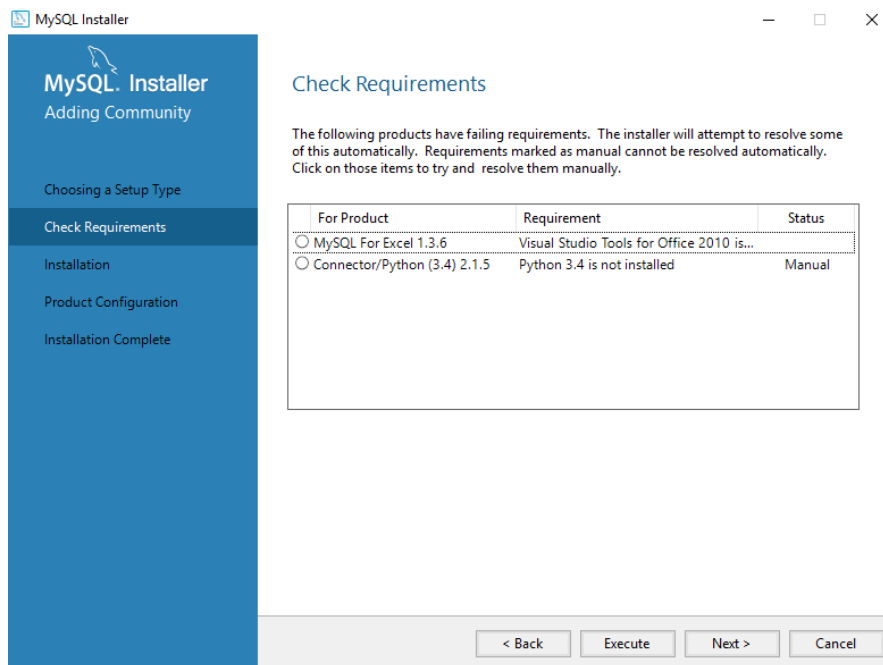 MySQL Installer
MySQL. Installer
Adding Community
Choosing a Setup Type
Check Requirements
Installation
Product Configuration
Installation Complete
Check Requirements
The following products have failing requirements. The installer will attempt to resolve some
of this automatically. Requirements marked as manual cannot be resolved automatically.
Click on those items to try and resolve them manually.
For Product Requirement Status
MySQL For Excel 1.3.6 Visual Studio Tools for Office 2010 is...
Connector/Python (3.4) 2.1.5 Python 3.4 is not installed Manual
< Back Execute Next > Cancel